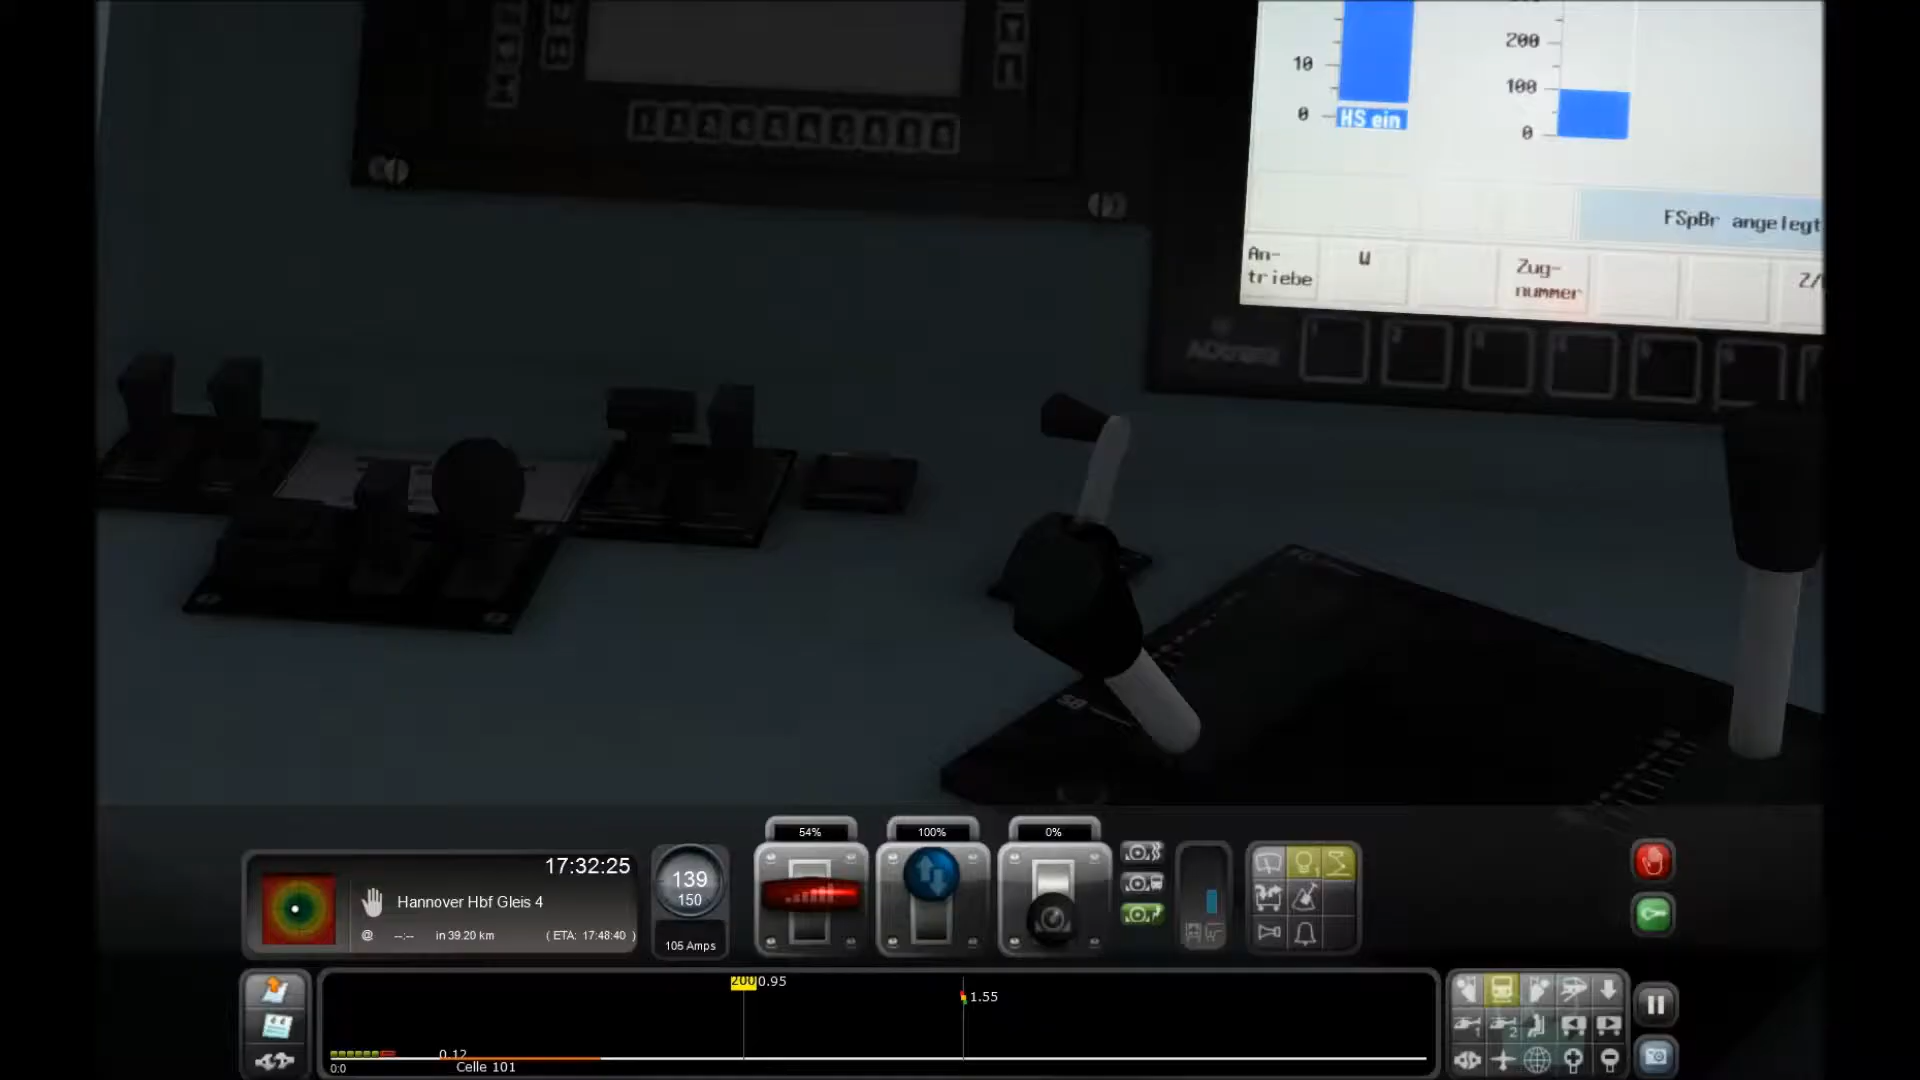 200
10
100
0
HS ein
0
FSpBr angelegt
An-
triebe
Zug-
nummer
Z/
ADtranz
SB
54%
100%
0%
17:32:25
139
150
Hannover Hbf Gleis 4
@ --:-- in 39.20 km ( ETA: 17:48:40 )
105 Amps
200 0.95
1.55
0.12
0:0
Celle 101